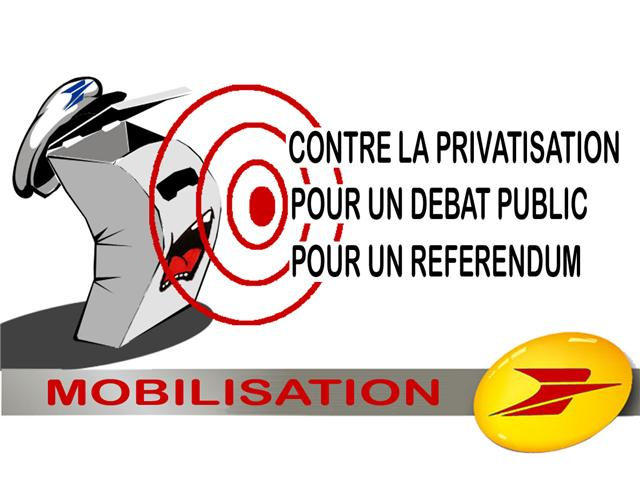 CONTRE LA PRIVATISATION
POUR UN DEBAT PUBLIC
POUR UN REFERENDUM
MOBILISATION